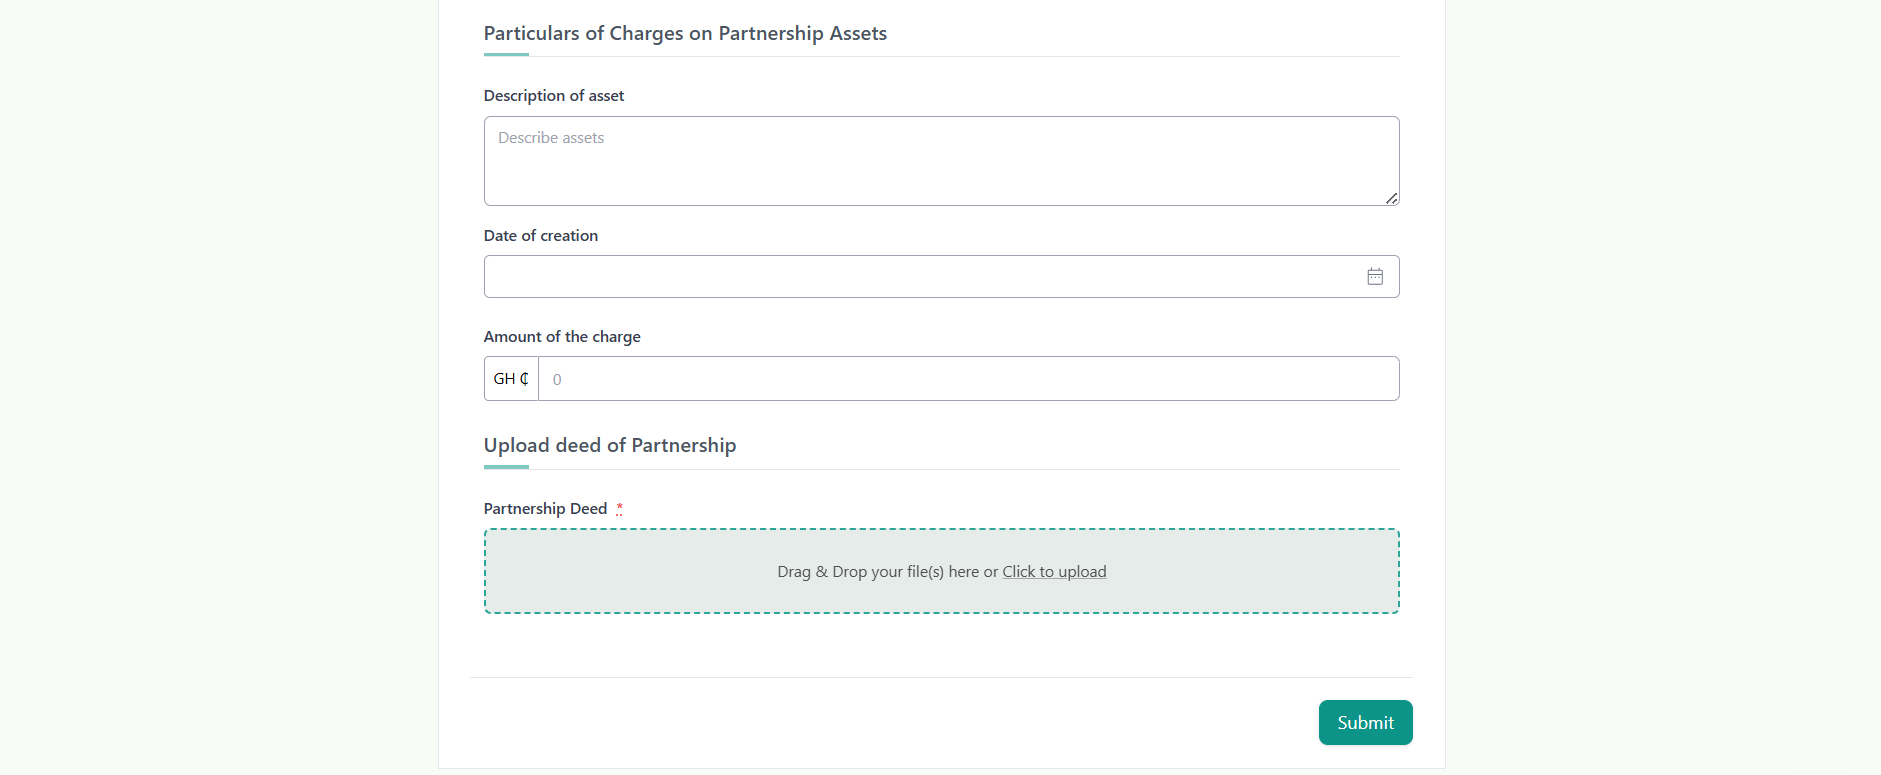 Particulars of Charges on Partnership Assets
Description of asset
Describe assets
Date of creation
Amount of the charge
GH ₵ 0
Upload deed of Partnership
Partnership Deed *
Drag & Drop your file(s) here or Click to upload
Submit